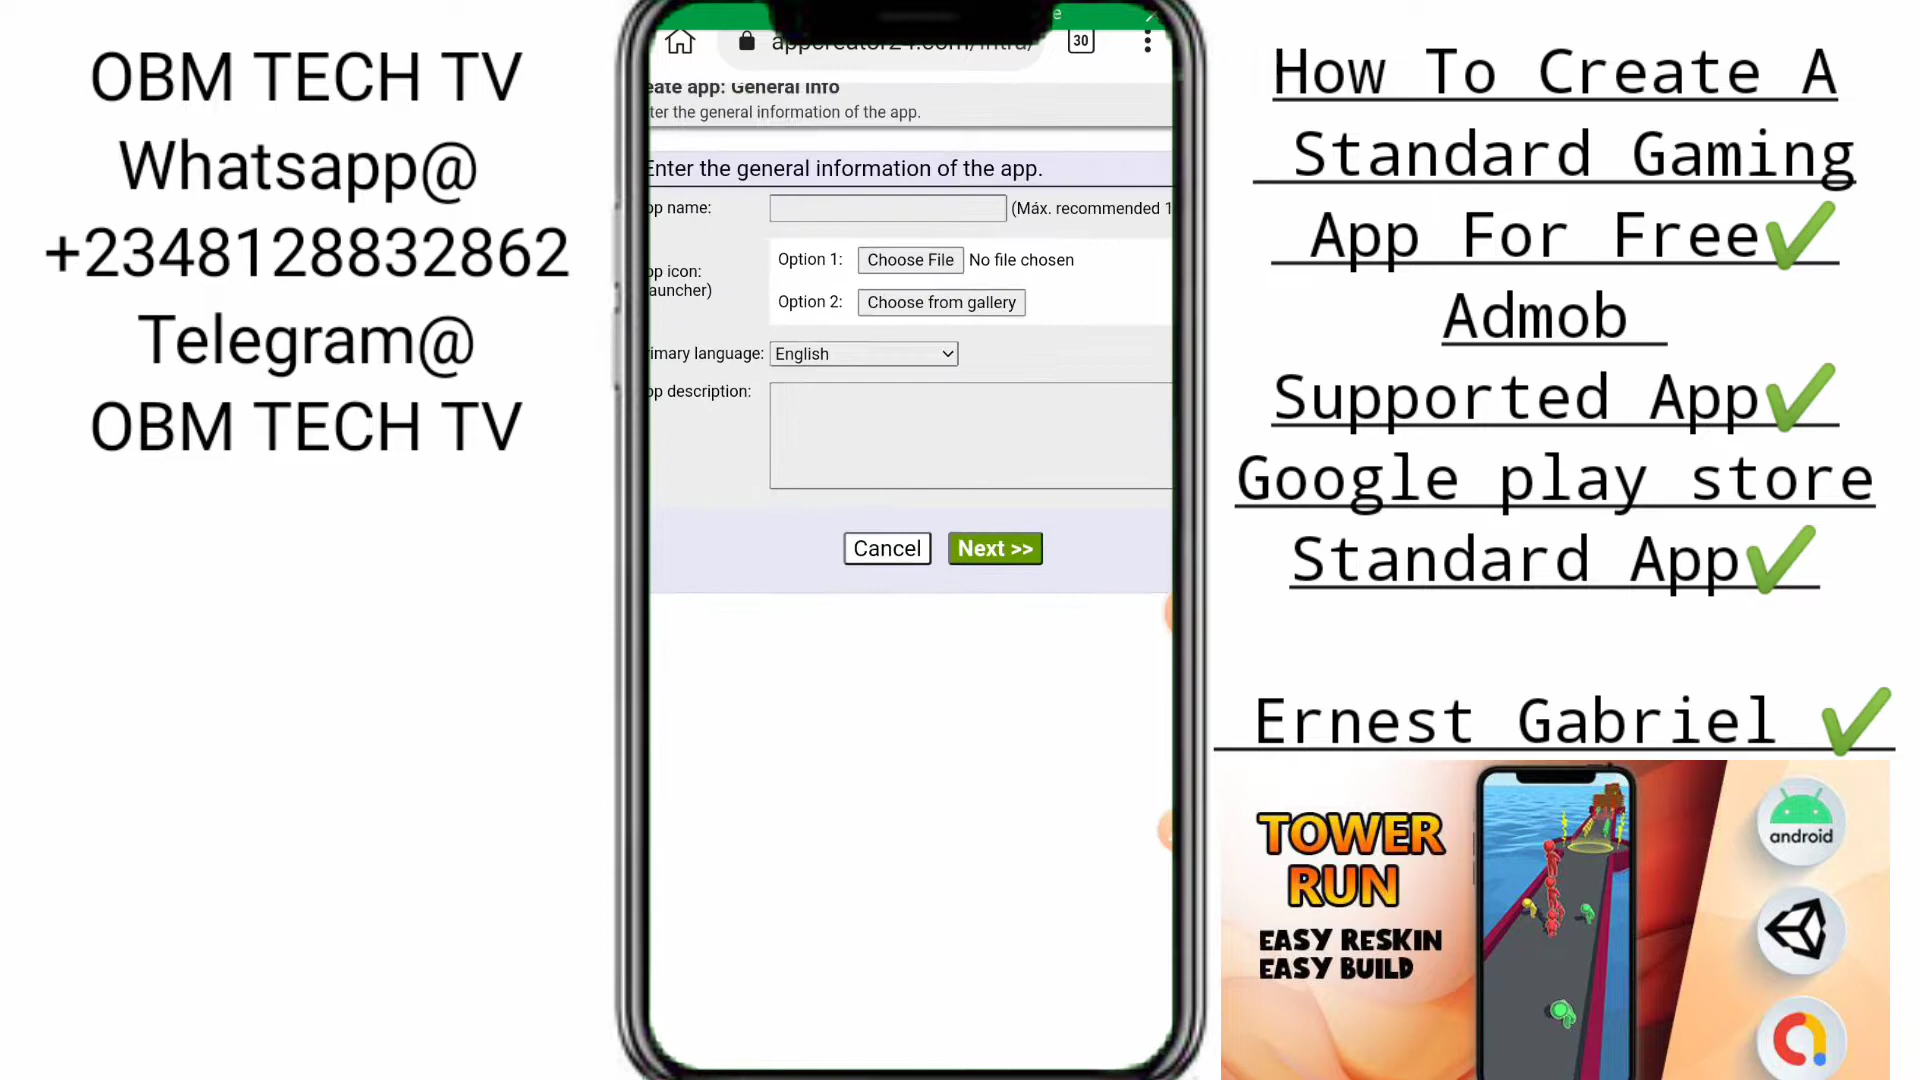 OBM TECH TV
Whatsapp@
+2348128832862
Telegram@
OBM TECH TV
e
appcreator24.com/intra/
30
eate app: General info
ter the general information of the app.
Enter the general information of the app.
pp name:
(Máx. recommended 1
pp icon:
auncher)
Option 1:
Choose File
No file chosen
Option 2:
Choose from gallery
imary language:
English
pp description:
Cancel
Next >>
How To Create A
Standard Gaming
App For Free✔
Admob
Supported App✔
Google play store
Standard App✔
Ernest Gabriel ✔
TOWER
RUN
EASY RESKIN
EASY BUILD
android